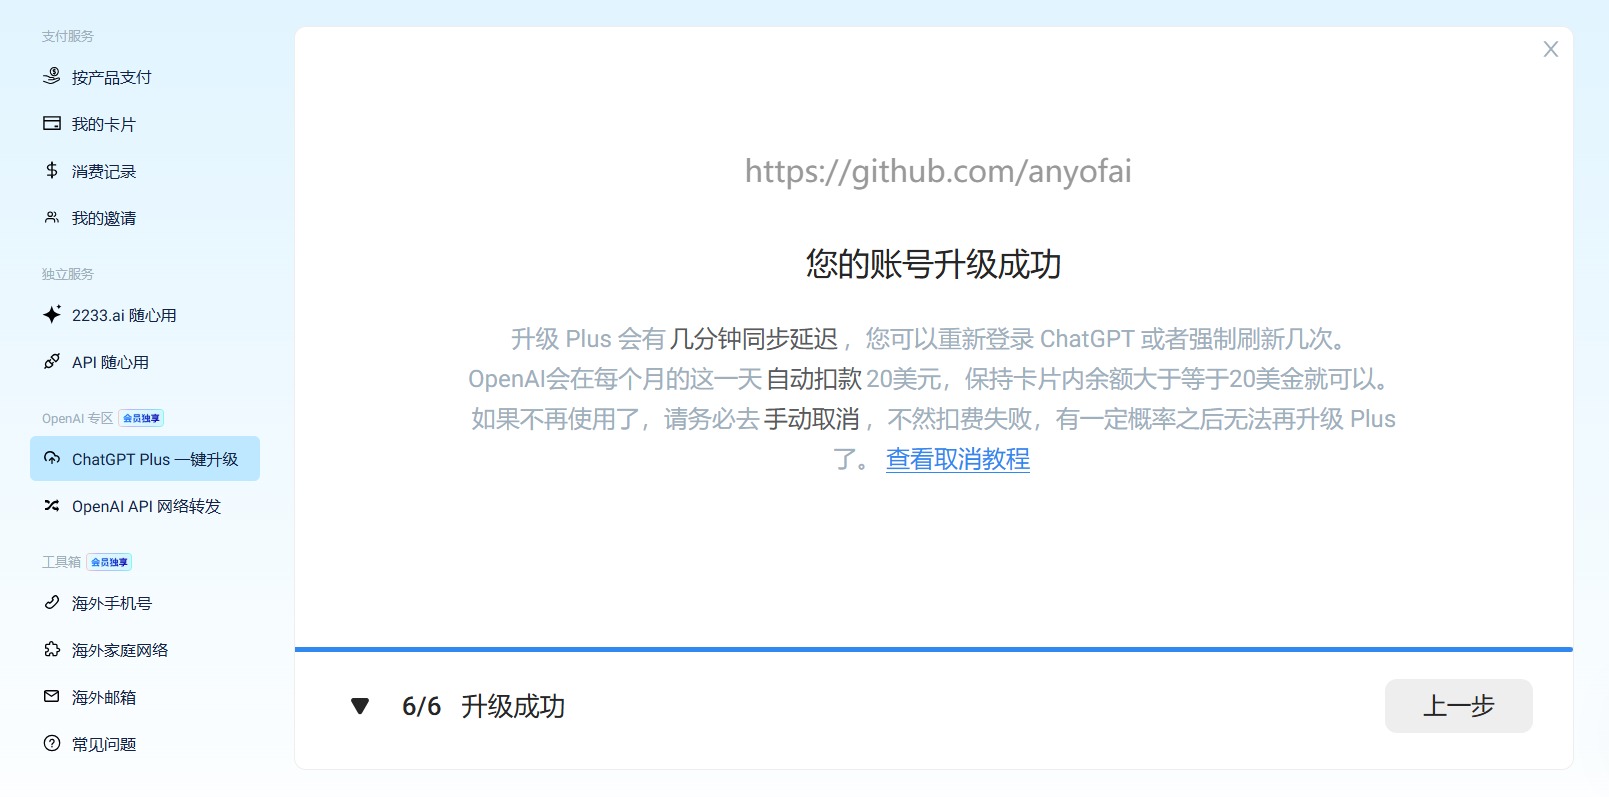 支付服务
按产品支付
我的卡片
消费记录
我的邀请
独立服务
2233.ai 随心用
API 随心用
OpenAI 专区 会员独享
ChatGPT Plus 一键升级
OpenAI API 网络转发
工具箱 会员独享
海外手机号
海外家庭网络
海外邮箱
常见问题
https://github.com/anyofai
您的账号升级成功
升级 Plus 会有 几分钟同步延迟 ，您可以重新登录 ChatGPT 或者强制刷新几次。
OpenAI会在每个月的这一天 自动扣款 20美元，保持卡片内余额大于等于20美金就可以。
如果不再使用了，请务必去 手动取消 ，不然扣费失败，有一定概率之后无法再升级 Plus
了。 查看取消教程
6/6 升级成功
上一步